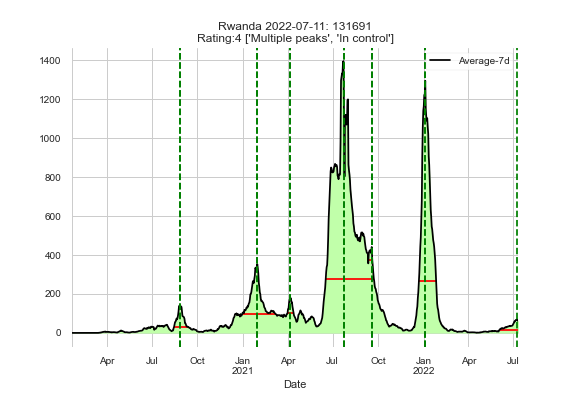 Rwanda 2022-07-11: 131691
Rating:4 ['Multiple peaks', 'In control']
Average-7d
1400
1200
1000
800
600
400
200
0
Apr Jul Oct Jan Apr Jul Oct Jan Jul
2021 2022
Date